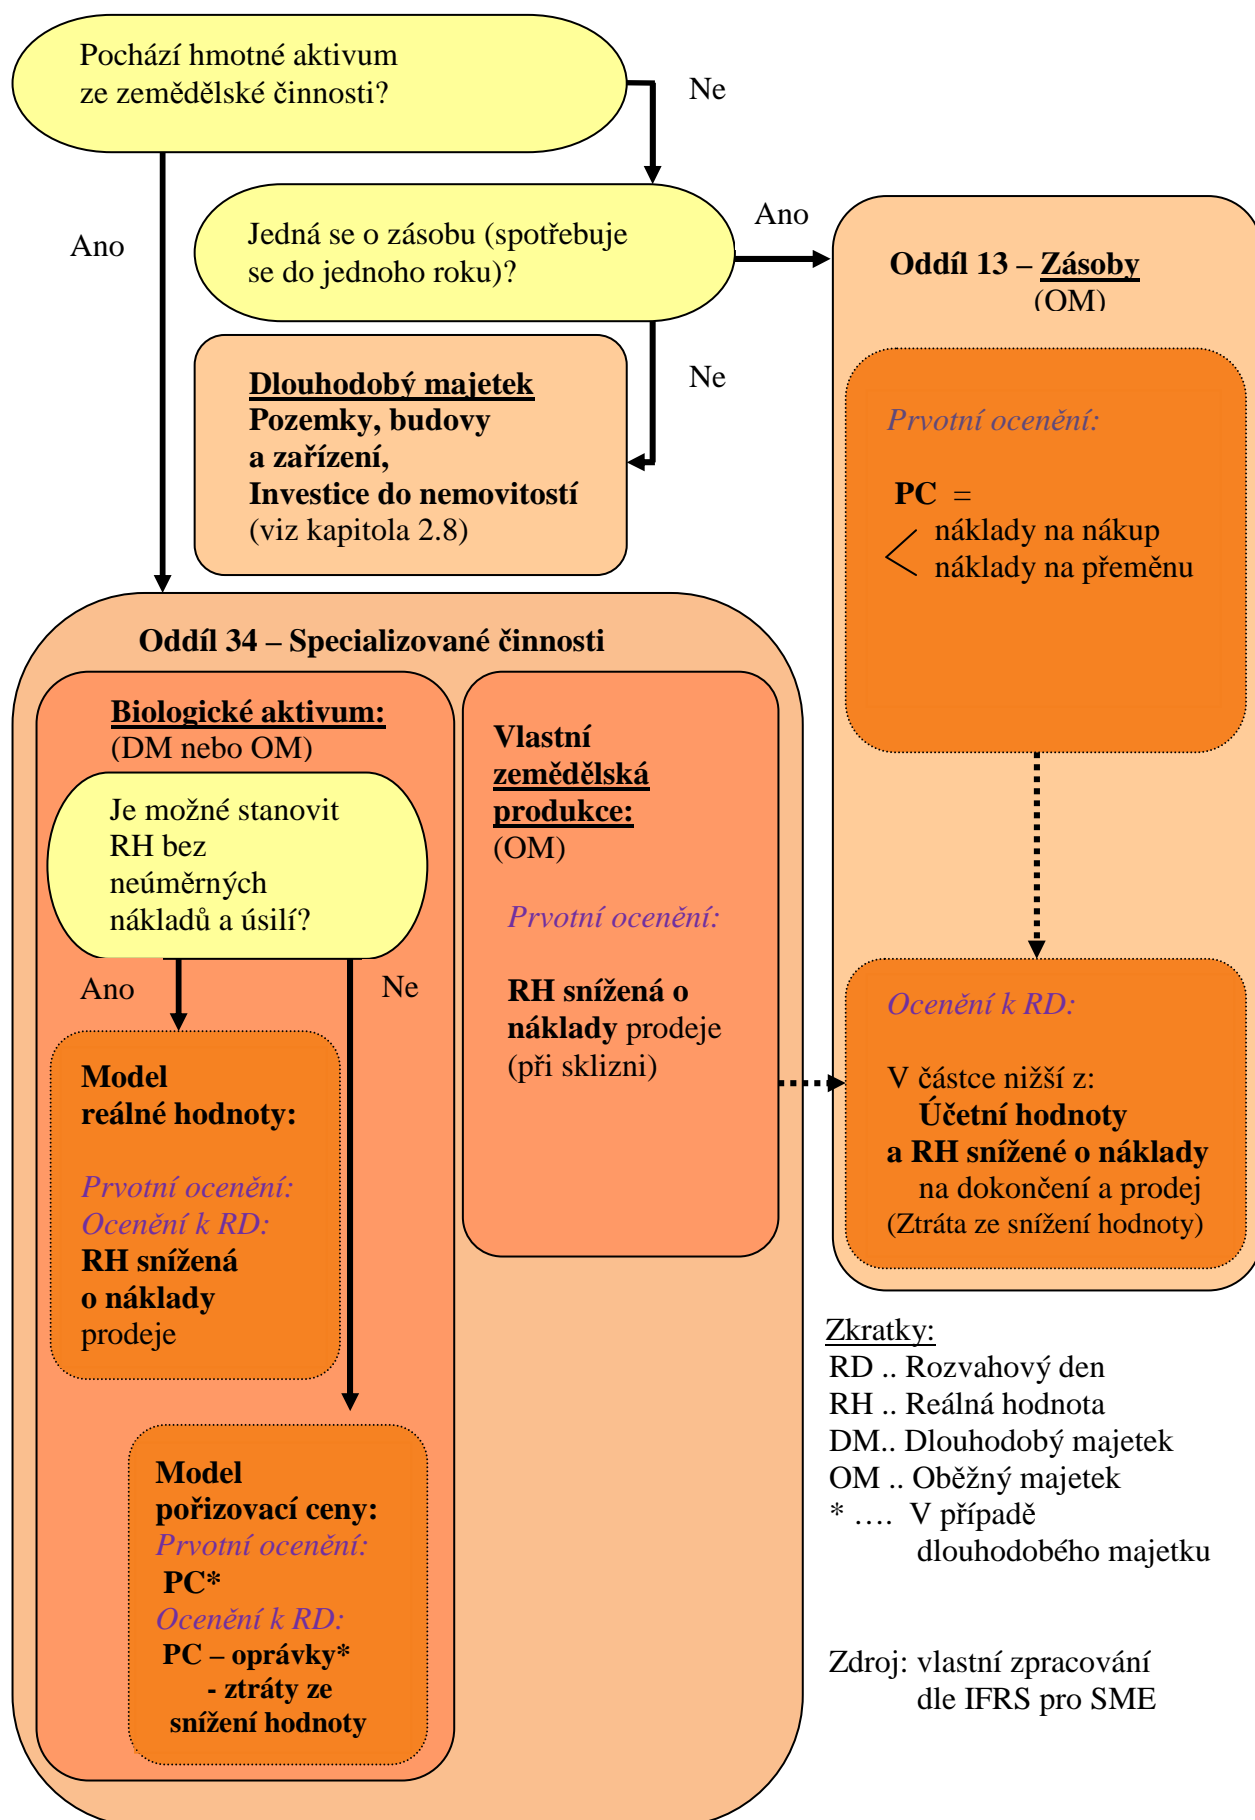 Pochází hmotné aktivum
ze zemědělské činnosti?
Ne
Ano
Jedná se o zásobu (spotřebuje
se do jednoho roku)?
Ano
Ne
Dlouhodobý majetek
Pozemky, budovy
a zařízení,
Investice do nemovitostí
(viz kapitola 2.8)
Oddíl 13 – Zásoby
(OM)
Prvotní ocenění:
PC =
náklady na nákup
náklady na přeměnu
Oddíl 34 – Specializované činnosti
Biologické aktivum:
(DM nebo OM)
Je možné stanovit
RH bez
neúměrných
nákladů a úsilí?
Ano
Ne
Model
reálné hodnoty:
Prvotní ocenění:
Ocenění k RD:
RH snížená
o náklady
prodeje
Model
pořizovací ceny:
Prvotní ocenění:
PC*
Ocenění k RD:
PC – oprávky*
- ztráty ze
snížení hodnoty
Vlastní
zemědělská
produkce:
(OM)
Prvotní ocenění:
RH snížená o
náklady prodeje
(při sklizni)
Ocenění k RD:
V částce nižší z:
Účetní hodnoty
a RH snížené o náklady
na dokončení a prodej
(Ztráta ze snížení hodnoty)
Zkratky:
RD .. Rozvahový den
RH .. Reálná hodnota
DM.. Dlouhodobý majetek
OM .. Oběžný majetek
* …. V případě
dlouhodobého majetku
Zdroj: vlastní zpracování
dle IFRS pro SME